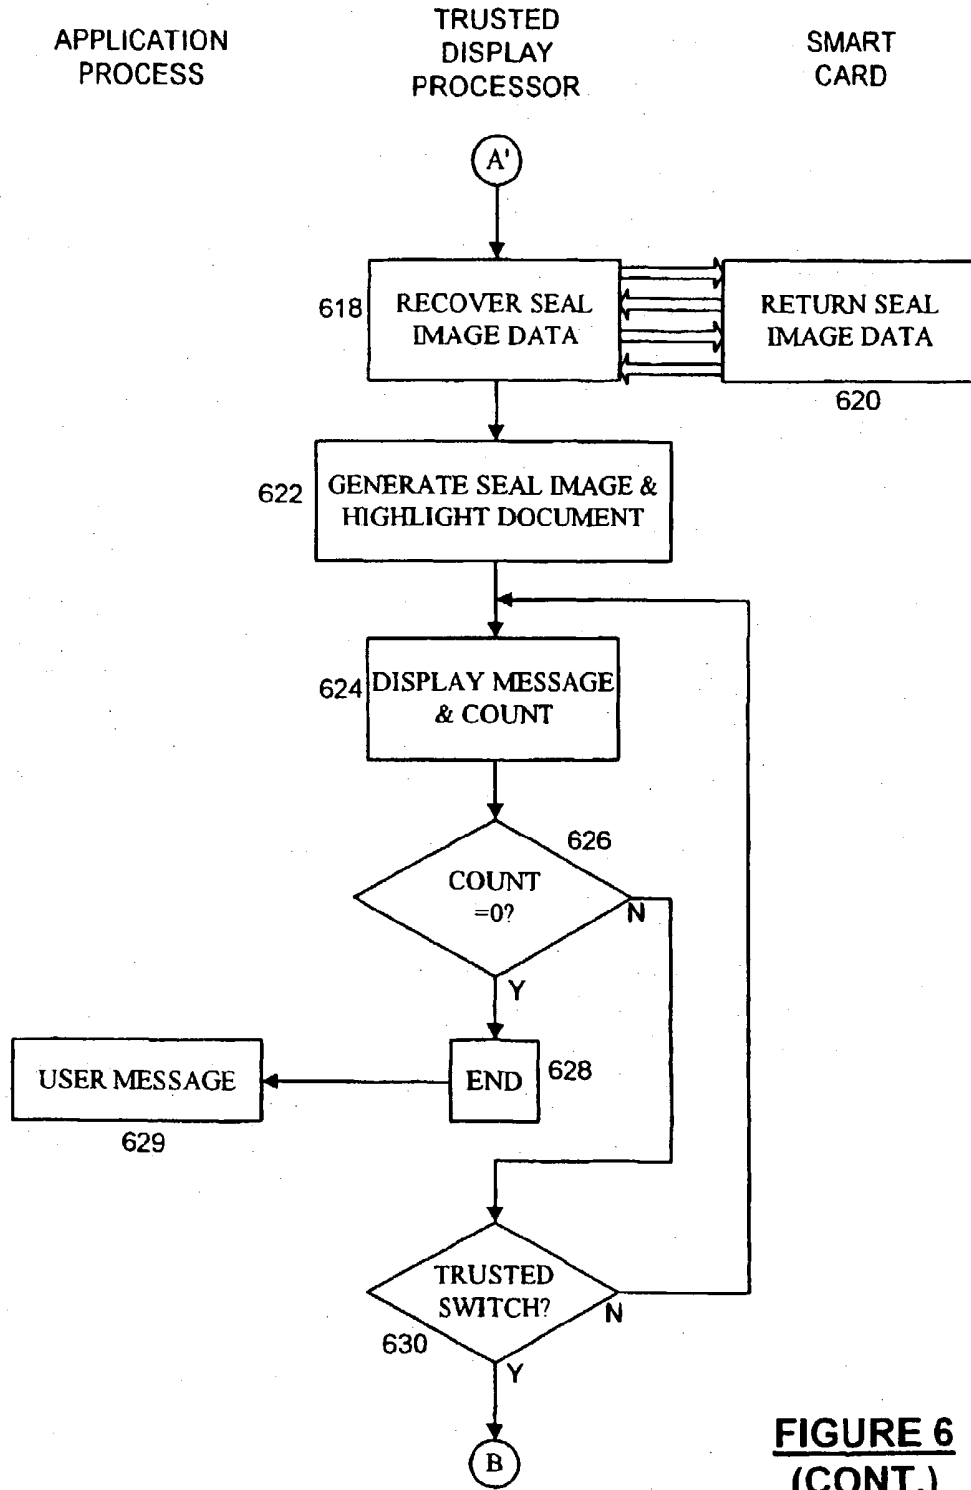 APPLICATION
PROCESS
TRUSTED
DISPLAY
PROCESSOR
SMART
CARD
A'
618
RECOVER SEAL
IMAGE DATA
RETURN SEAL
IMAGE DATA
620
622
GENERATE SEAL IMAGE &
HIGHLIGHT DOCUMENT
624
DISPLAY MESSAGE
& COUNT
626
COUNT
=0?
N
Y
USER MESSAGE
629
END
628
TRUSTED
SWITCH?
N
630
Y
B
FIGURE 6
(CONT.)